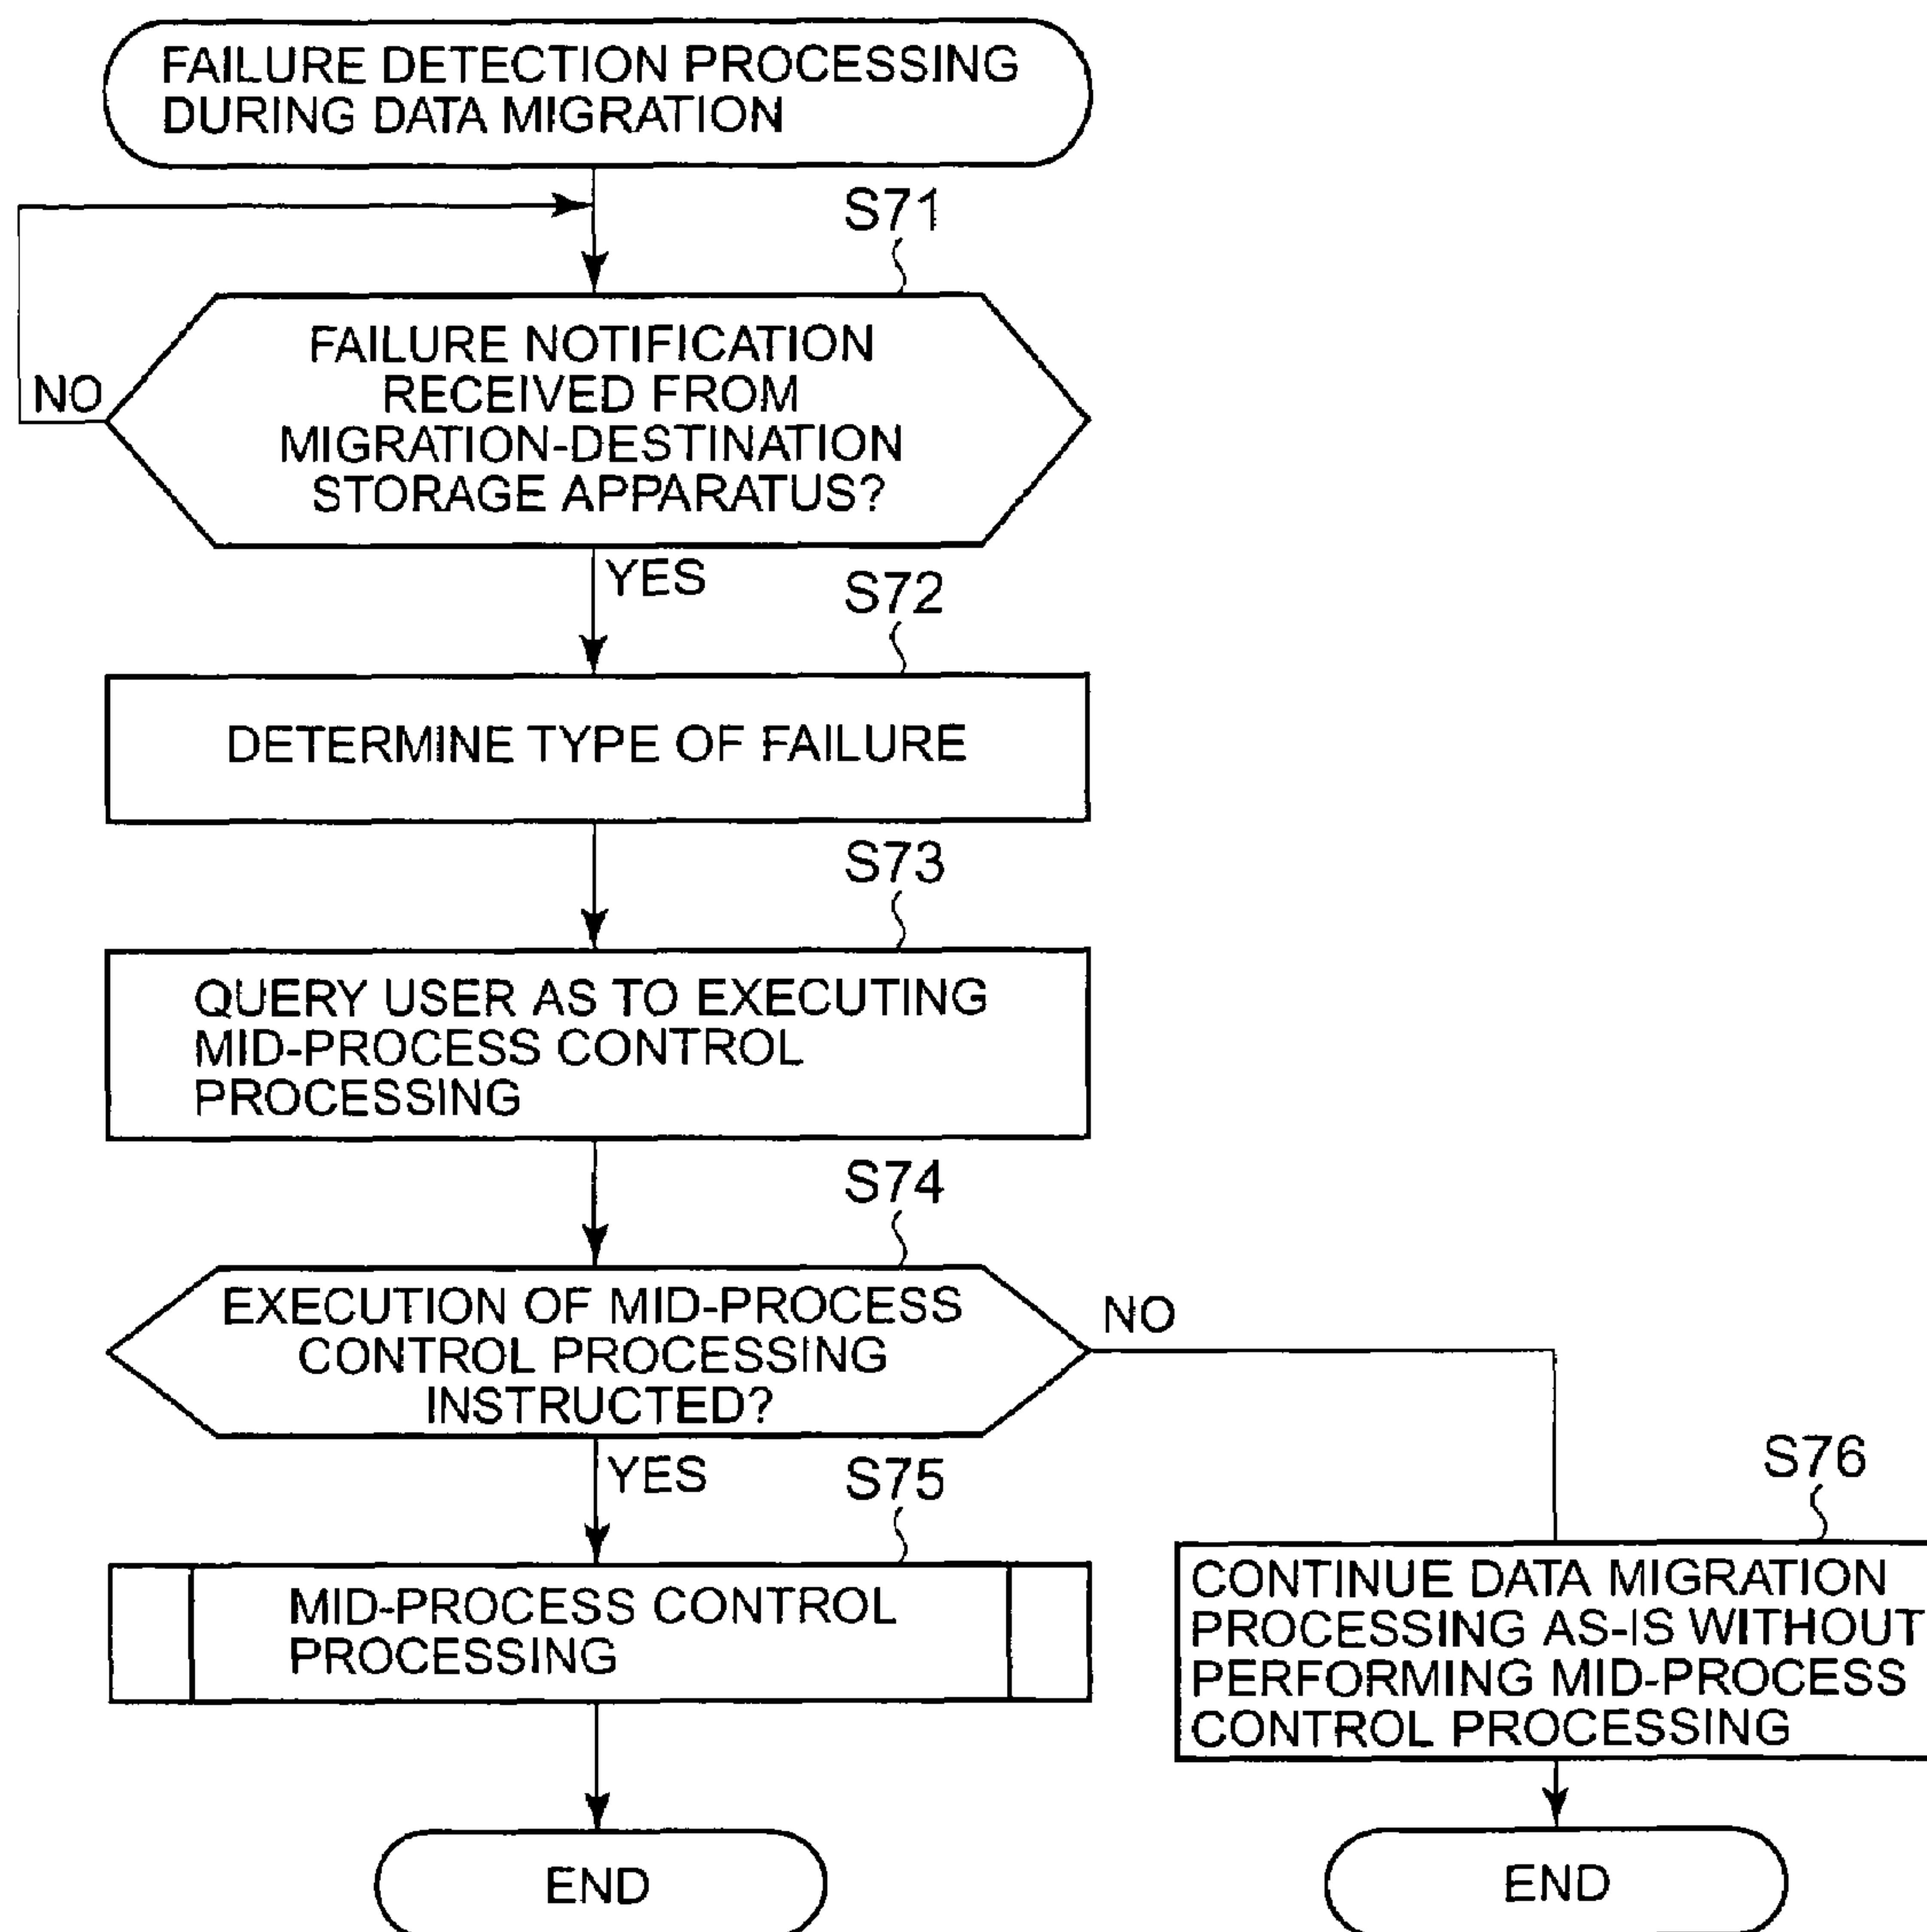 FAILURE DETECTION PROCESSING
DURING DATA MIGRATION
S71
FAILURE NOTIFICATION
RECEIVED FROM
MIGRATION-DESTINATION
STORAGE APPARATUS?
NO
YES
S72
DETERMINE TYPE OF FAILURE
S73
QUERY USER AS TO EXECUTING
MID-PROCESS CONTROL
PROCESSING
S74
EXECUTION OF MID-PROCESS
CONTROL PROCESSING
INSTRUCTED?
NO
YES
S75
MID-PROCESS CONTROL
PROCESSING
S76
CONTINUE DATA MIGRATION
PROCESSING AS-IS WITHOUT
PERFORMING MID-PROCESS
CONTROL PROCESSING
END
END